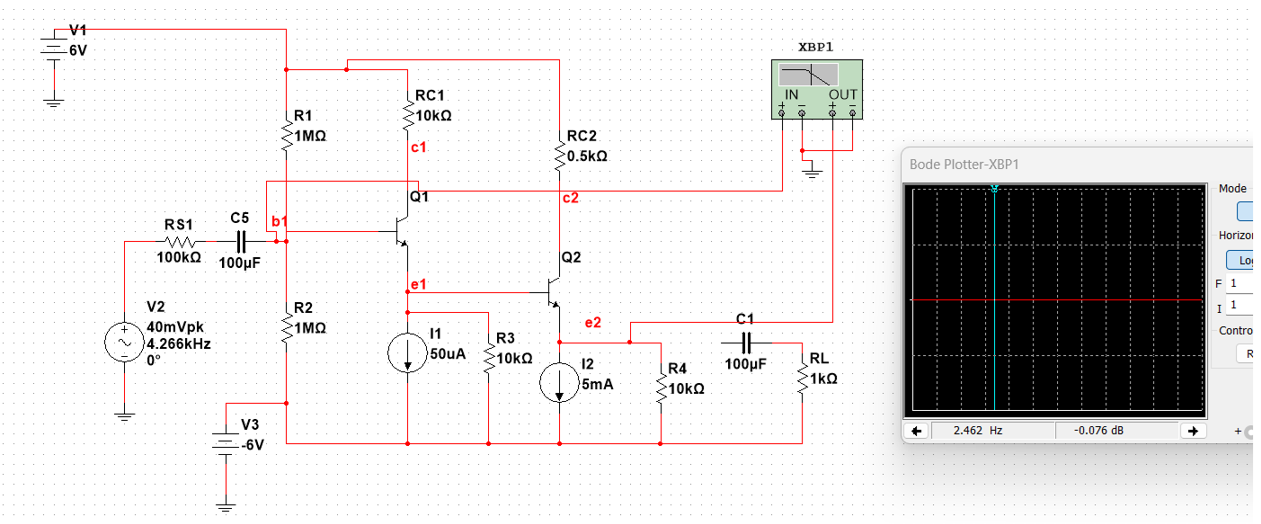 V1
6V
R1
1MΩ
RC1
10kΩ
c1
RC2
0.5kΩ
c2
Q1
RS1
100kΩ
C5
100µF
b1
V2
40mVpk
4.266kHz
0°
R2
1MΩ
e1
I1
50uA
R3
10kΩ
Q2
e2
I2
5mA
R4
10kΩ
C1
100µF
RL
1kΩ
V3
-6V
XBP1
IN
OUT
+ - + -
Bode Plotter-XBP1
Mode
Horizo
Lo
F 1
I 1
Contro
R
2.462 Hz
-0.076 dB
+